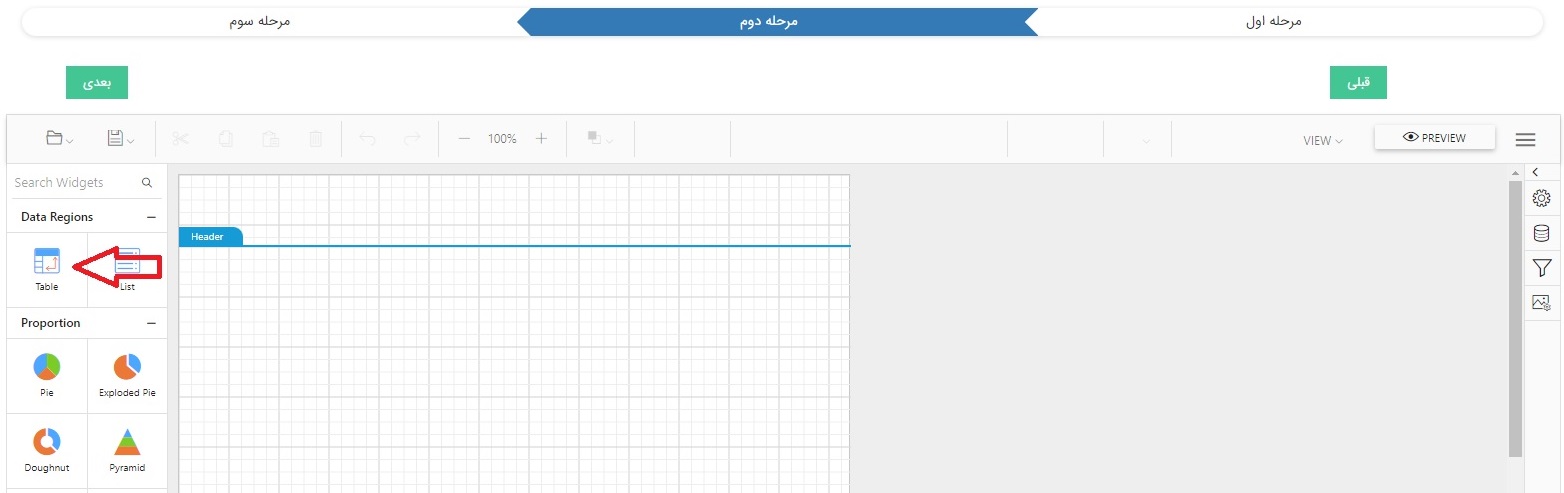 مرحله اول
مرحله دوم
مرحله سوم
قبلی
بعدی
100%
VIEW
PREVIEW
Search Widgets
Data Regions
Header
Table
List
Proportion
Pie
Exploded Pie
Doughnut
Pyramid